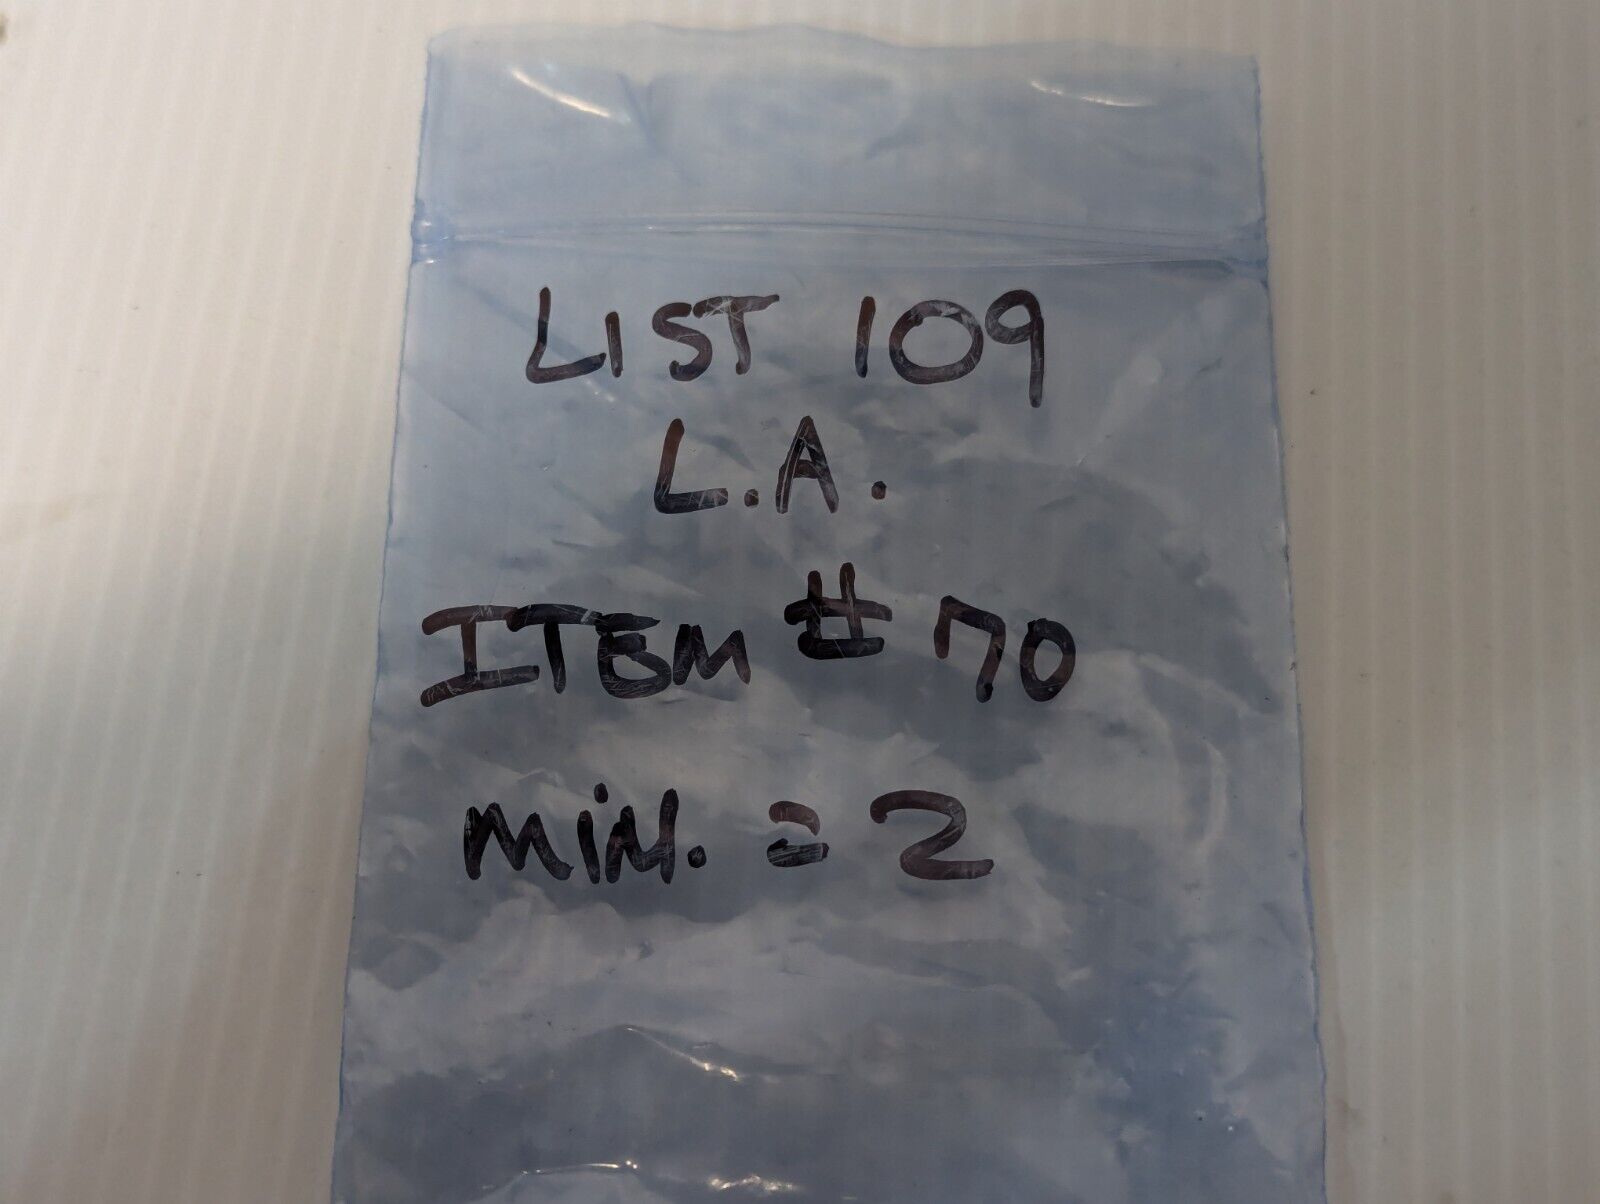 LIST 109
L.A.
ITEM # 70
MiN. = 2